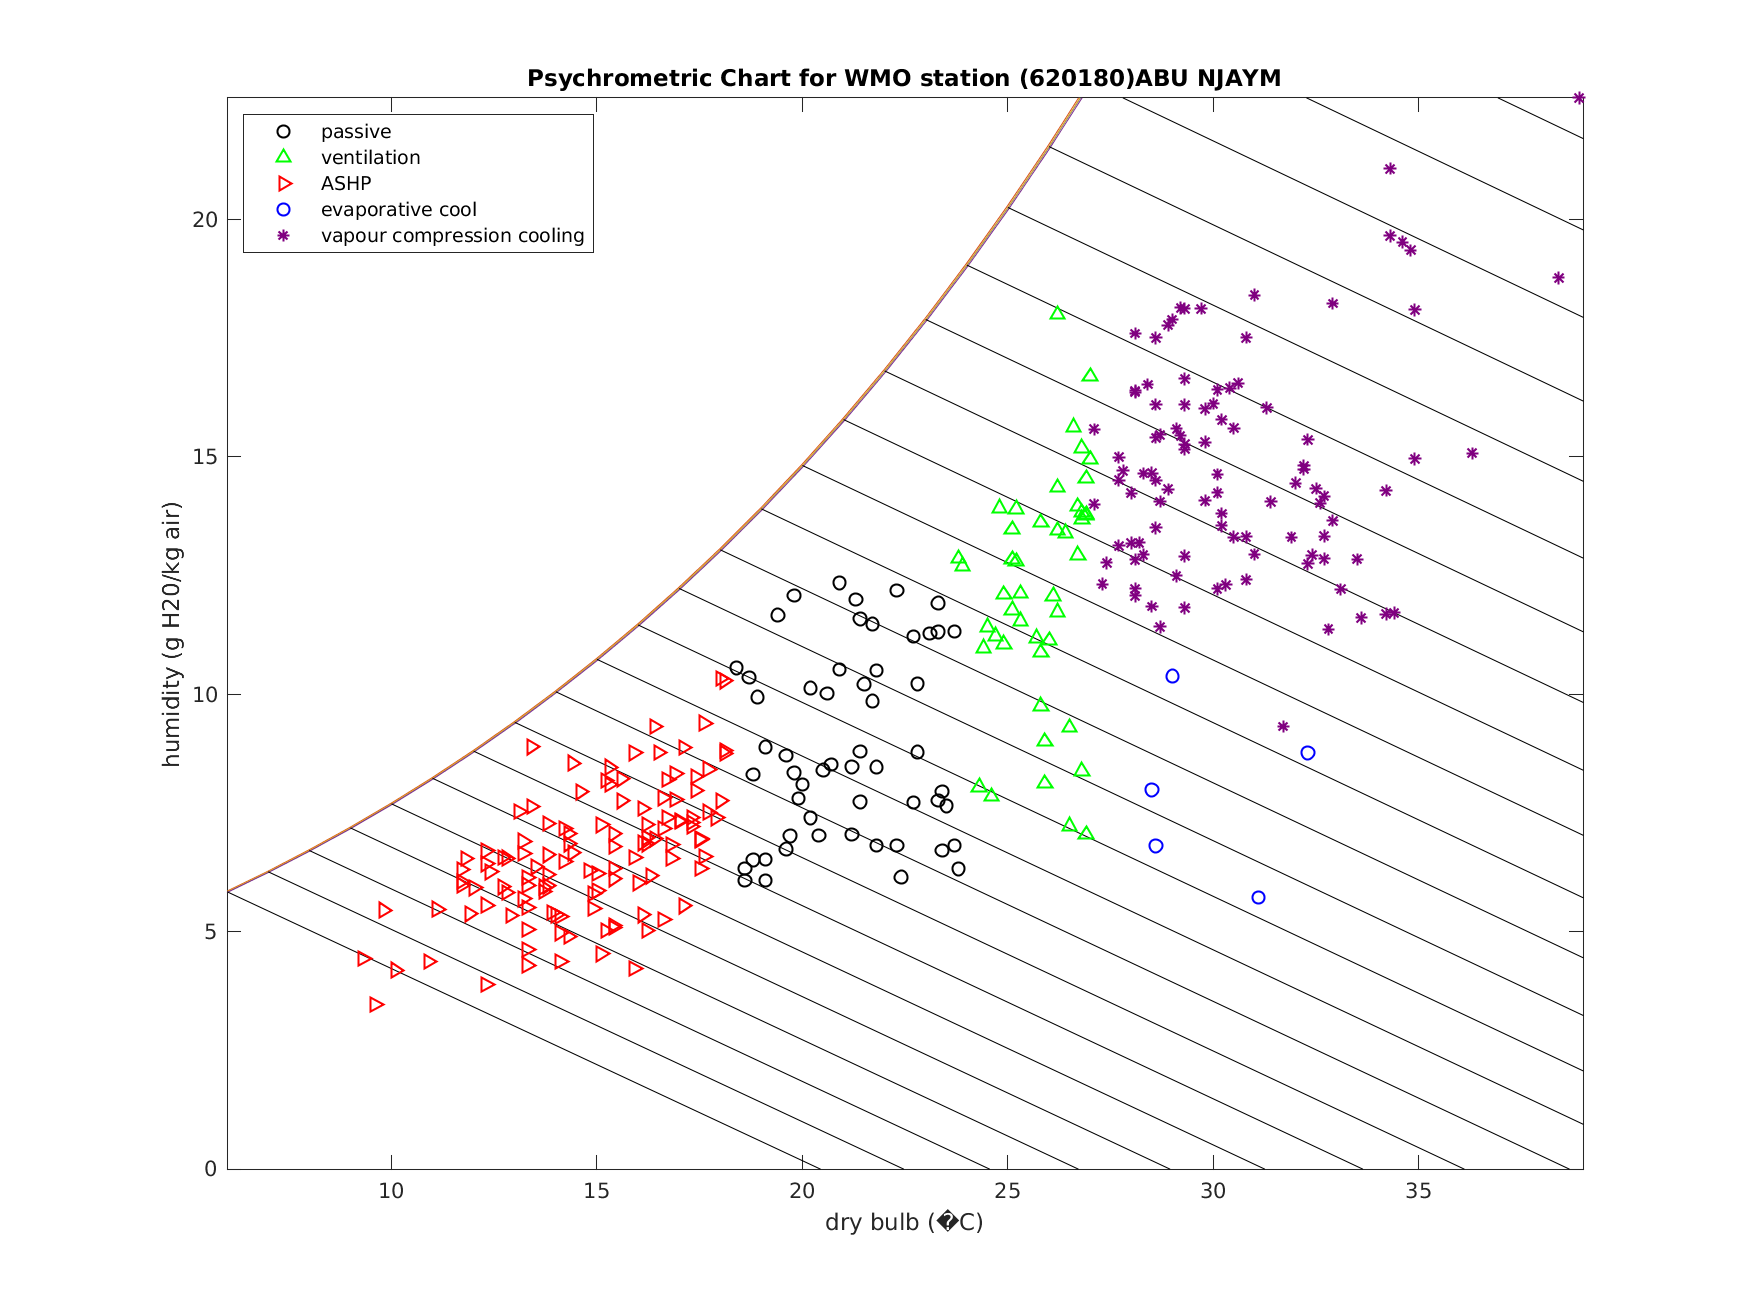 Psychrometric Chart for WMO station (620180)ABU NJAYM
passive
ventilation
ASHP
evaporative cool
vapour compression cooling
humidity (g H20/kg air)
20
15
10
5
0
10 15 20 25 30 35
dry bulb (�C)